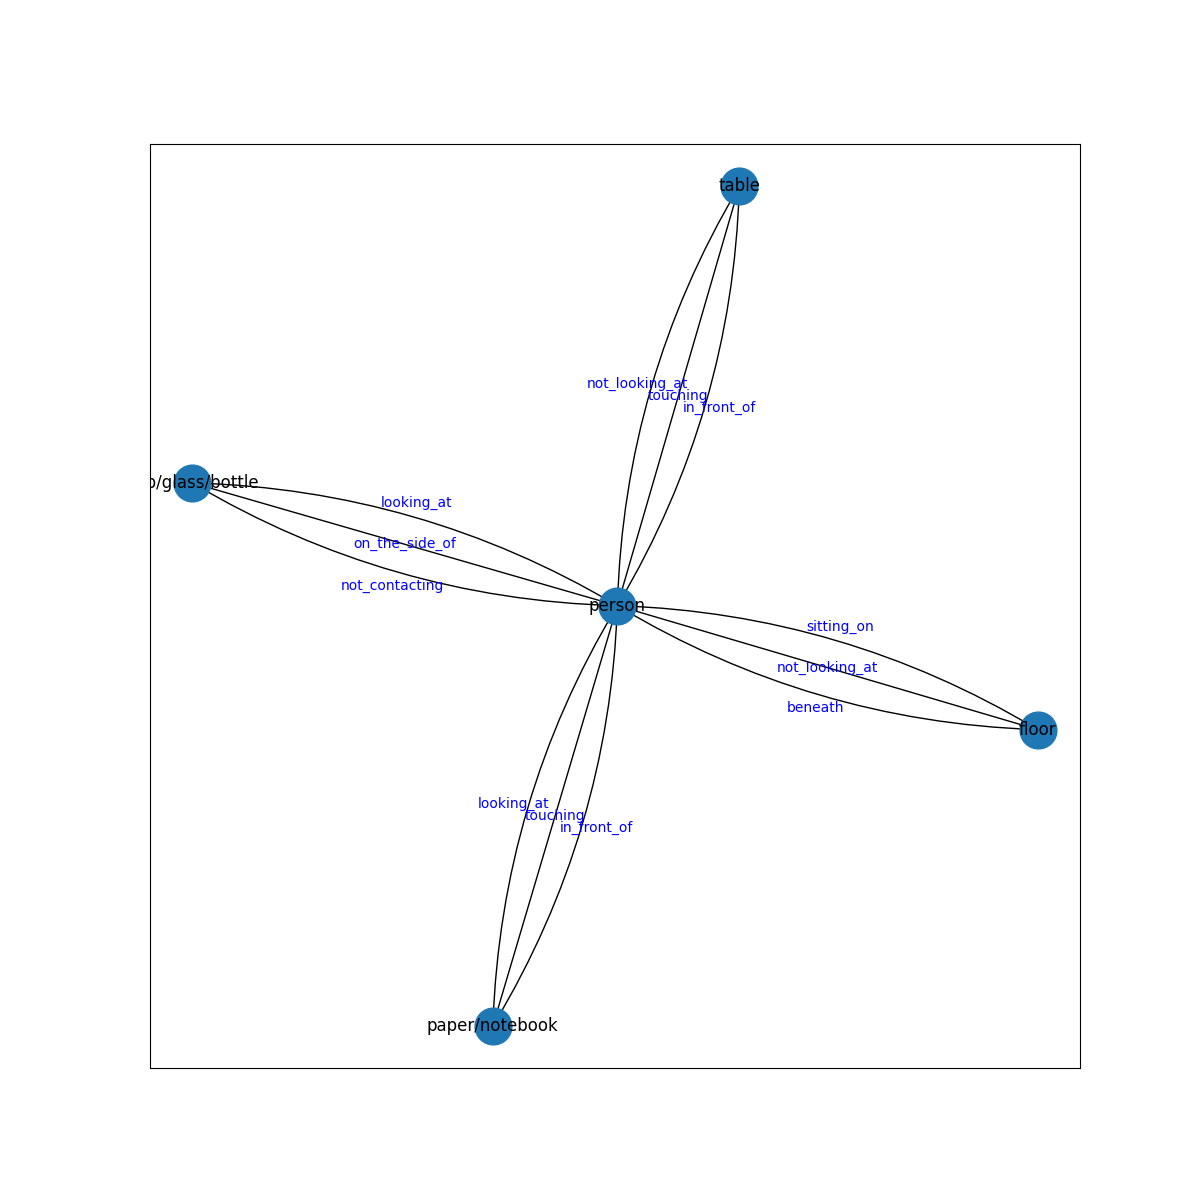 table
not_looking_at
touching
in_front_of
/glass/bottle
looking_at
on_the_side_of
not_contacting
person
sitting_on
not_looking_at
beneath
floor
looking_at
touching
in_front_of
paper/notebook